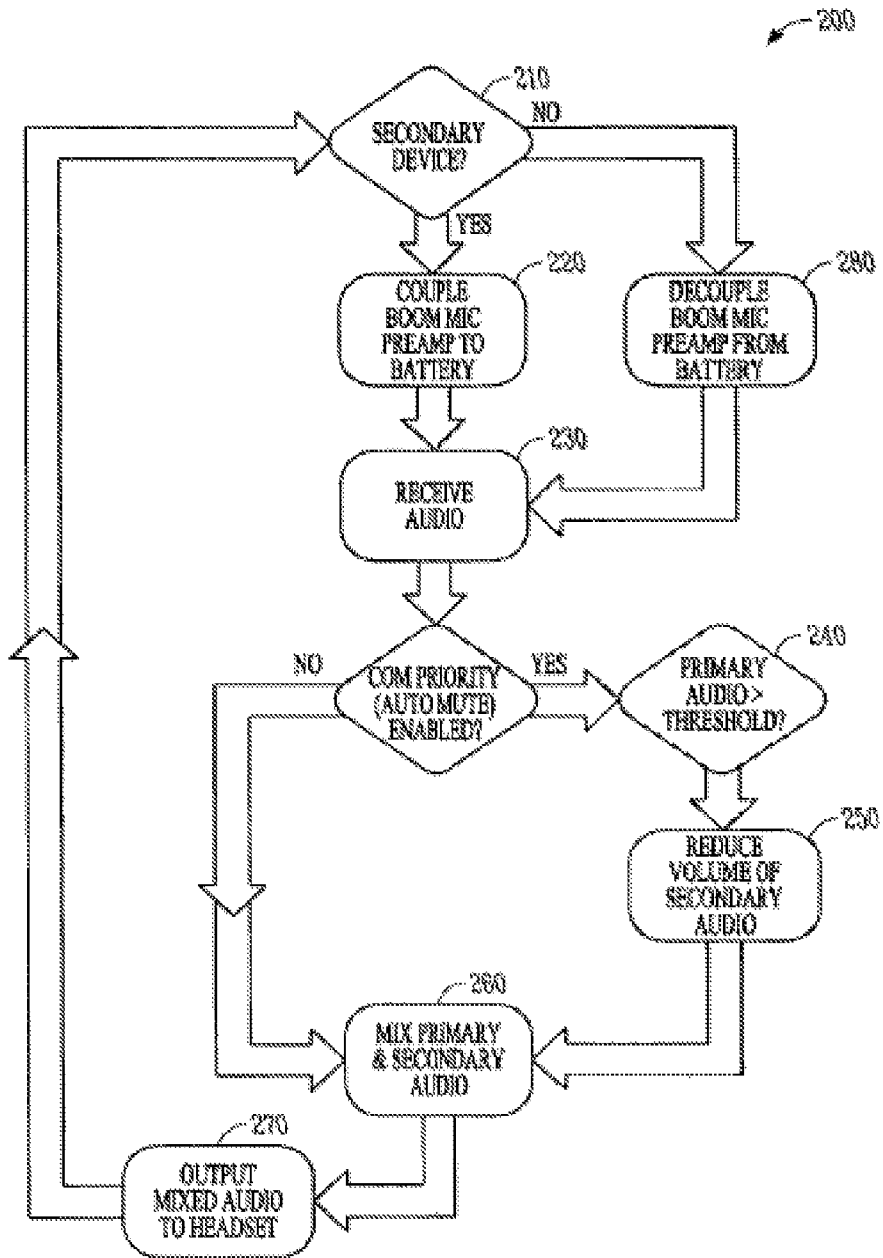 200
210
SECONDARY
DEVICE?
NO
YES
220
COUPLE
BOOM MIC
PREAMP TO
BATTERY
280
DECOUPLE
BOOM MIC
PREAMP FROM
BATTERY
230
RECEIVE
AUDIO
NO
COM PRIORITY
(AUTO MUTE)
ENABLED?
YES
240
PRIMARY
AUDIO >
THRESHOLD?
250
REDUCE
VOLUME OF
SECONDARY
AUDIO
260
MIX PRIMARY
& SECONDARY
AUDIO
270
OUTPUT
MIXED AUDIO
TO HEADSET